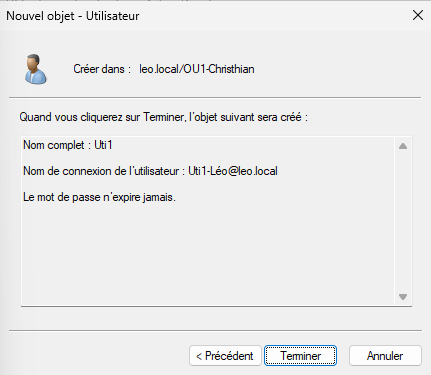 Nouvel objet - Utilisateur
Créer dans : leo.local/OU1-Christhian
Quand vous cliquerez sur Terminer, l'objet suivant sera créé :
Nom complet : Uti1
Nom de connexion de l'utilisateur : Uti1-Léo@leo.local
Le mot de passe n'expire jamais.
< Précédent
Terminer
Annuler